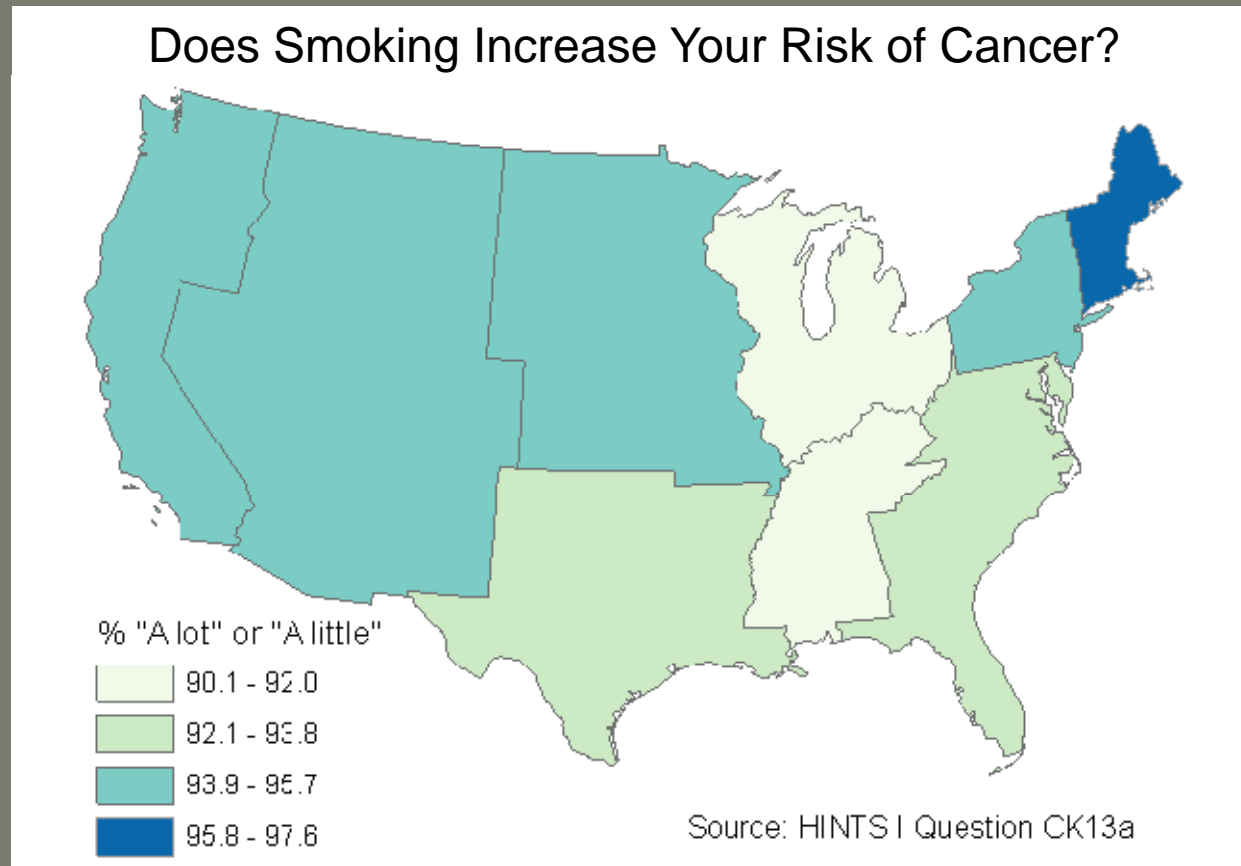 Does Smoking Increase Your Risk of Cancer?
% "A lot" or "A little"
90.1 - 92.0
92.1 - 93.8
93.9 - 95.7
95.8 - 97.6
Source: HINTS I Question CK13a